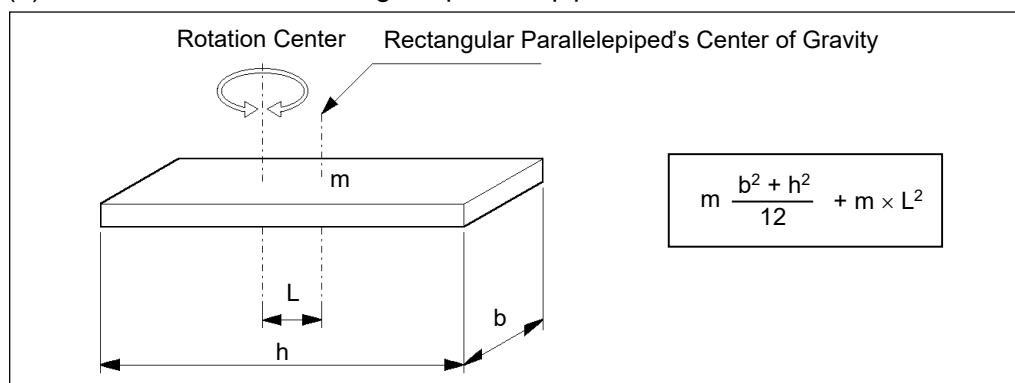 Rotation Center
Rectangular Parallelepiped's Center of Gravity
m
L
b
h
m (b² + h²)/12 + m × L²